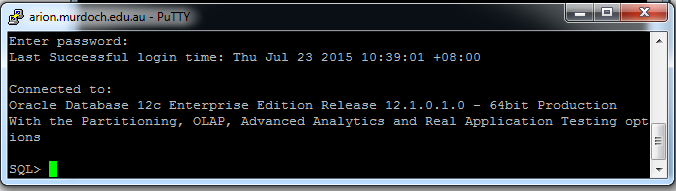 arion.murdoch.edu.au - PuTTY
Enter password:
Last Successful login time: Thu Jul 23 2015 10:39:01 +08:00
Connected to:
Oracle Database 12c Enterprise Edition Release 12.1.0.1.0 - 64bit Production
With the Partitioning, OLAP, Advanced Analytics and Real Application Testing opt
ions
SQL>